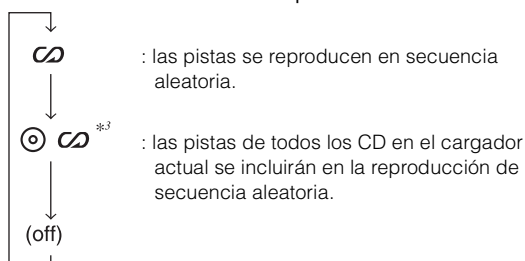 : las pistas se reproducen en secuencia
aleatoria.
*3
: las pistas de todos los CD en el cargador
actual se incluirán en la reproducción de
secuencia aleatoria.
(off)